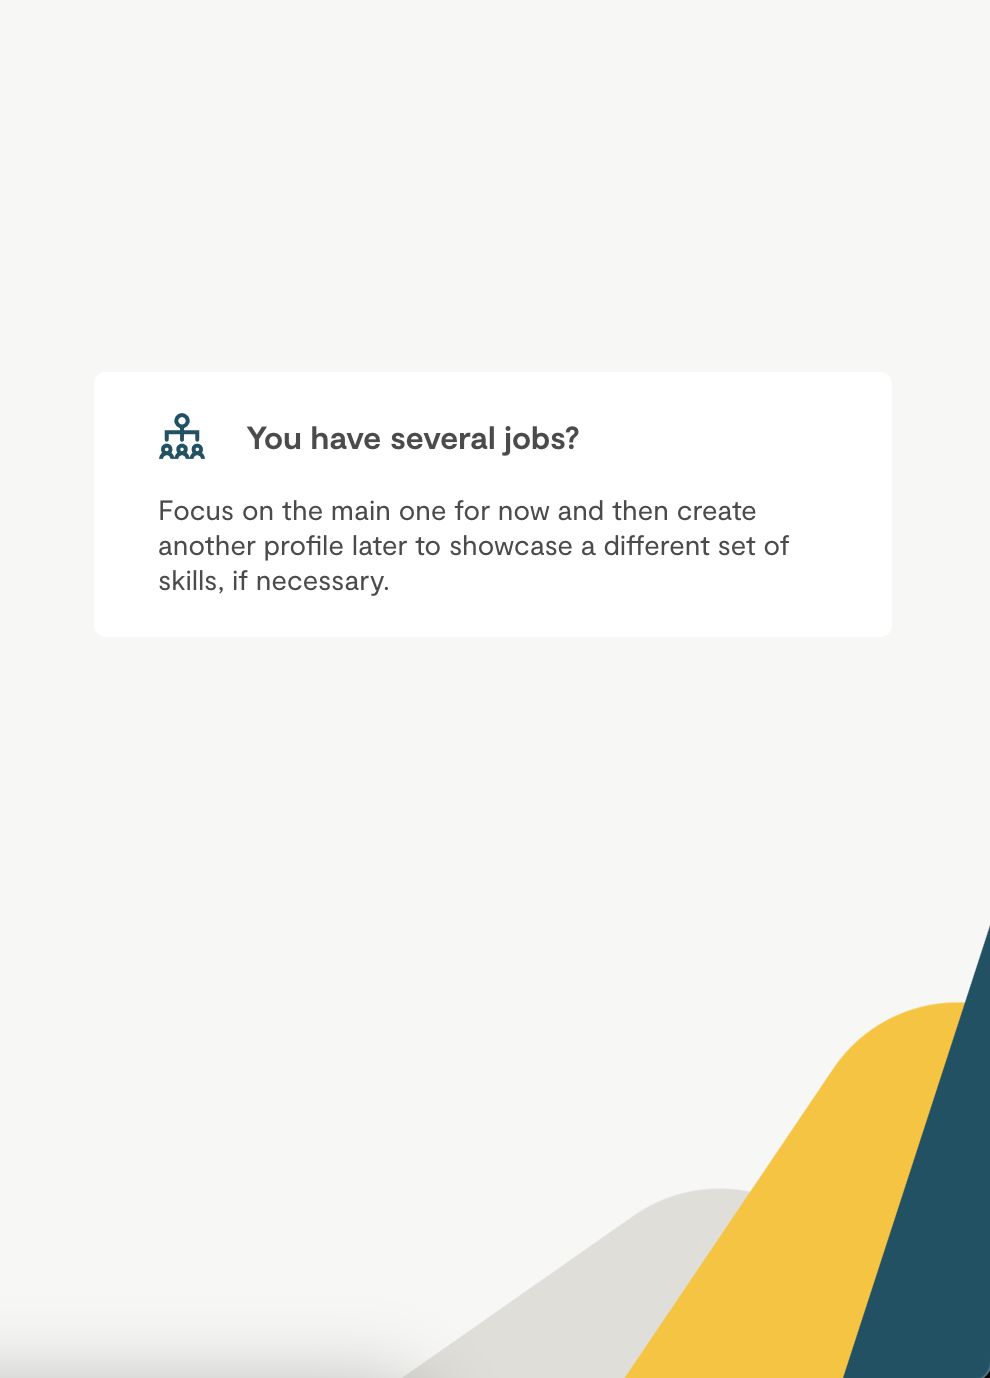 You have several jobs?
Focus on the main one for now and then create
another profile later to showcase a different set of
skills, if necessary.